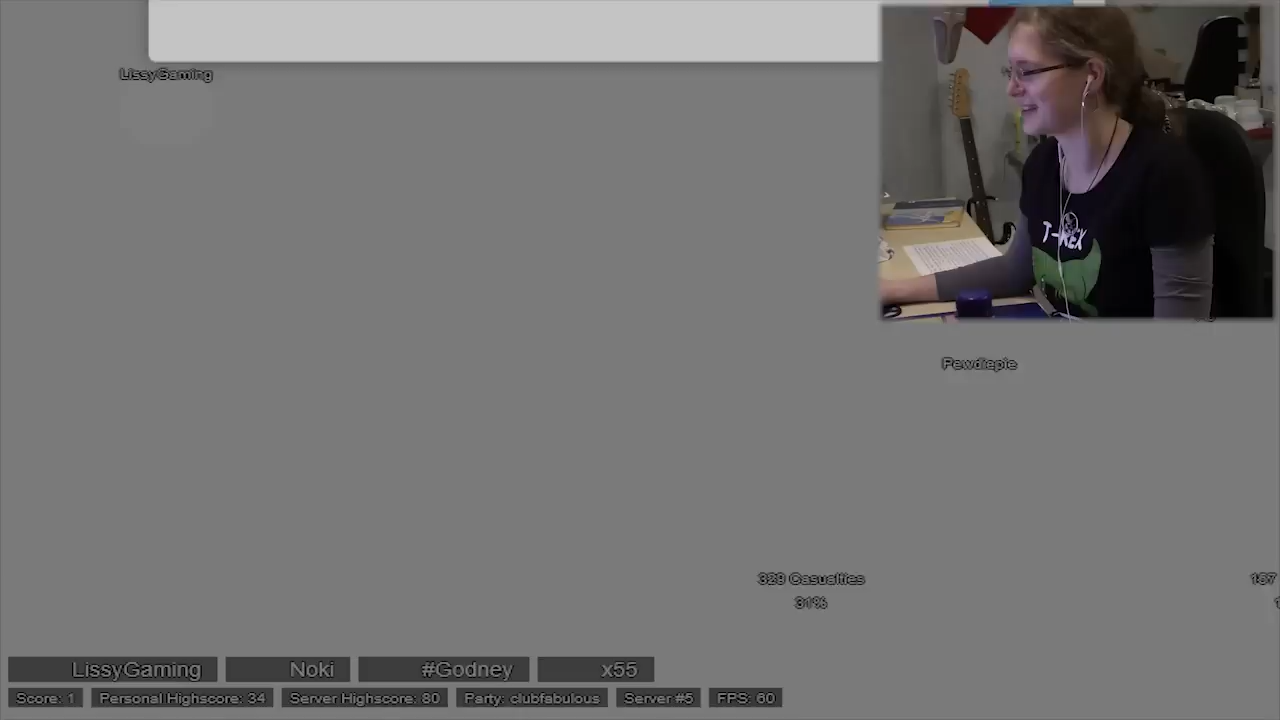 LissyGaming
T-REX
Pewdiepie
328 Casualties
31%
187
LissyGaming Noki #Godney x55
Score: 1 Personal Highscore: 34 Server Highscore: 80 Party: clubfabulous Server #5 FPS: 60